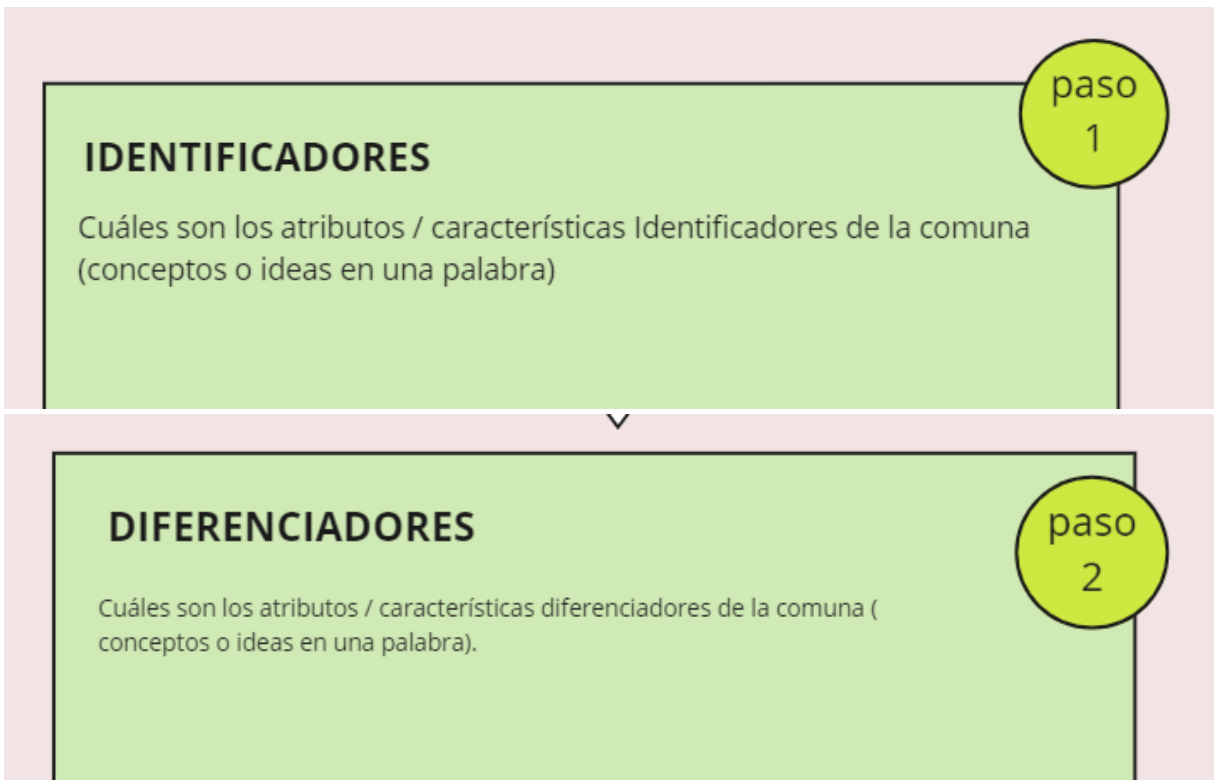 paso
1
IDENTIFICADORES
Cuáles son los atributos / características Identificadores de la comuna
(conceptos o ideas en una palabra)
paso
2
DIFERENCIADORES
Cuáles son los atributos / características diferenciadores de la comuna (
conceptos o ideas en una palabra).